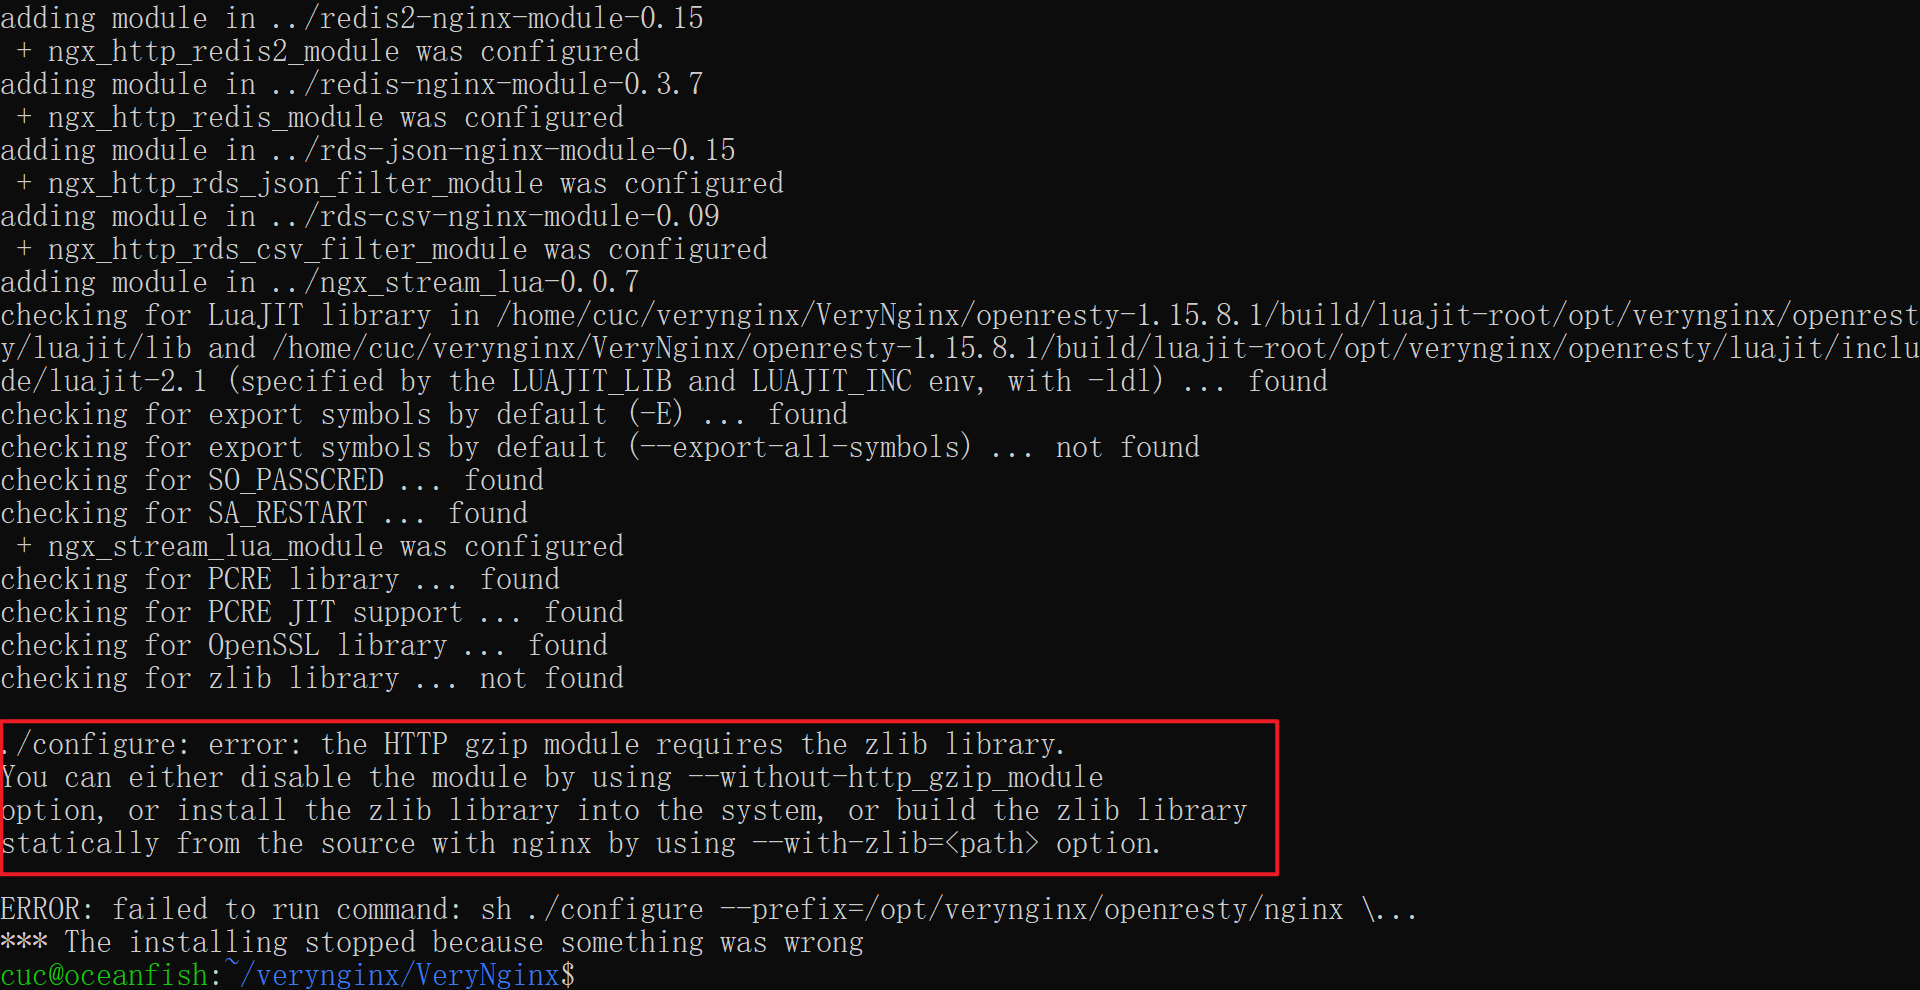 adding module in ../redis2-nginx-module-0.15
 + ngx_http_redis2_module was configured
adding module in ../redis-nginx-module-0.3.7
 + ngx_http_redis_module was configured
adding module in ../rds-json-nginx-module-0.15
 + ngx_http_rds_json_filter_module was configured
adding module in ../rds-csv-nginx-module-0.09
 + ngx_http_rds_csv_filter_module was configured
adding module in ../ngx_stream_lua-0.0.7
checking for LuaJIT library in /home/cuc/verynginx/VeryNginx/openresty-1.15.8.1/build/luajit-root/opt/verynginx/openrest
y/luajit/lib and /home/cuc/verynginx/VeryNginx/openresty-1.15.8.1/build/luajit-root/opt/verynginx/openresty/luajit/inclu
de/luajit-2.1 (specified by the LUAJIT_LIB and LUAJIT_INC env, with -ldl) ... found
checking for export symbols by default (-E) ... found
checking for export symbols by default (--export-all-symbols) ... not found
checking for SO_PASSCRED ... found
checking for SA_RESTART ... found
 + ngx_stream_lua_module was configured
checking for PCRE library ... found
checking for PCRE JIT support ... found
checking for OpenSSL library ... found
checking for zlib library ... not found
./configure: error: the HTTP gzip module requires the zlib library.
You can either disable the module by using --without-http_gzip_module
option, or install the zlib library into the system, or build the zlib library
statically from the source with nginx by using --with-zlib=<path> option.
ERROR: failed to run command: sh ./configure --prefix=/opt/verynginx/openresty/nginx \...
*** The installing stopped because something was wrong
cuc@oceanfish:~/verynginx/VeryNginx$